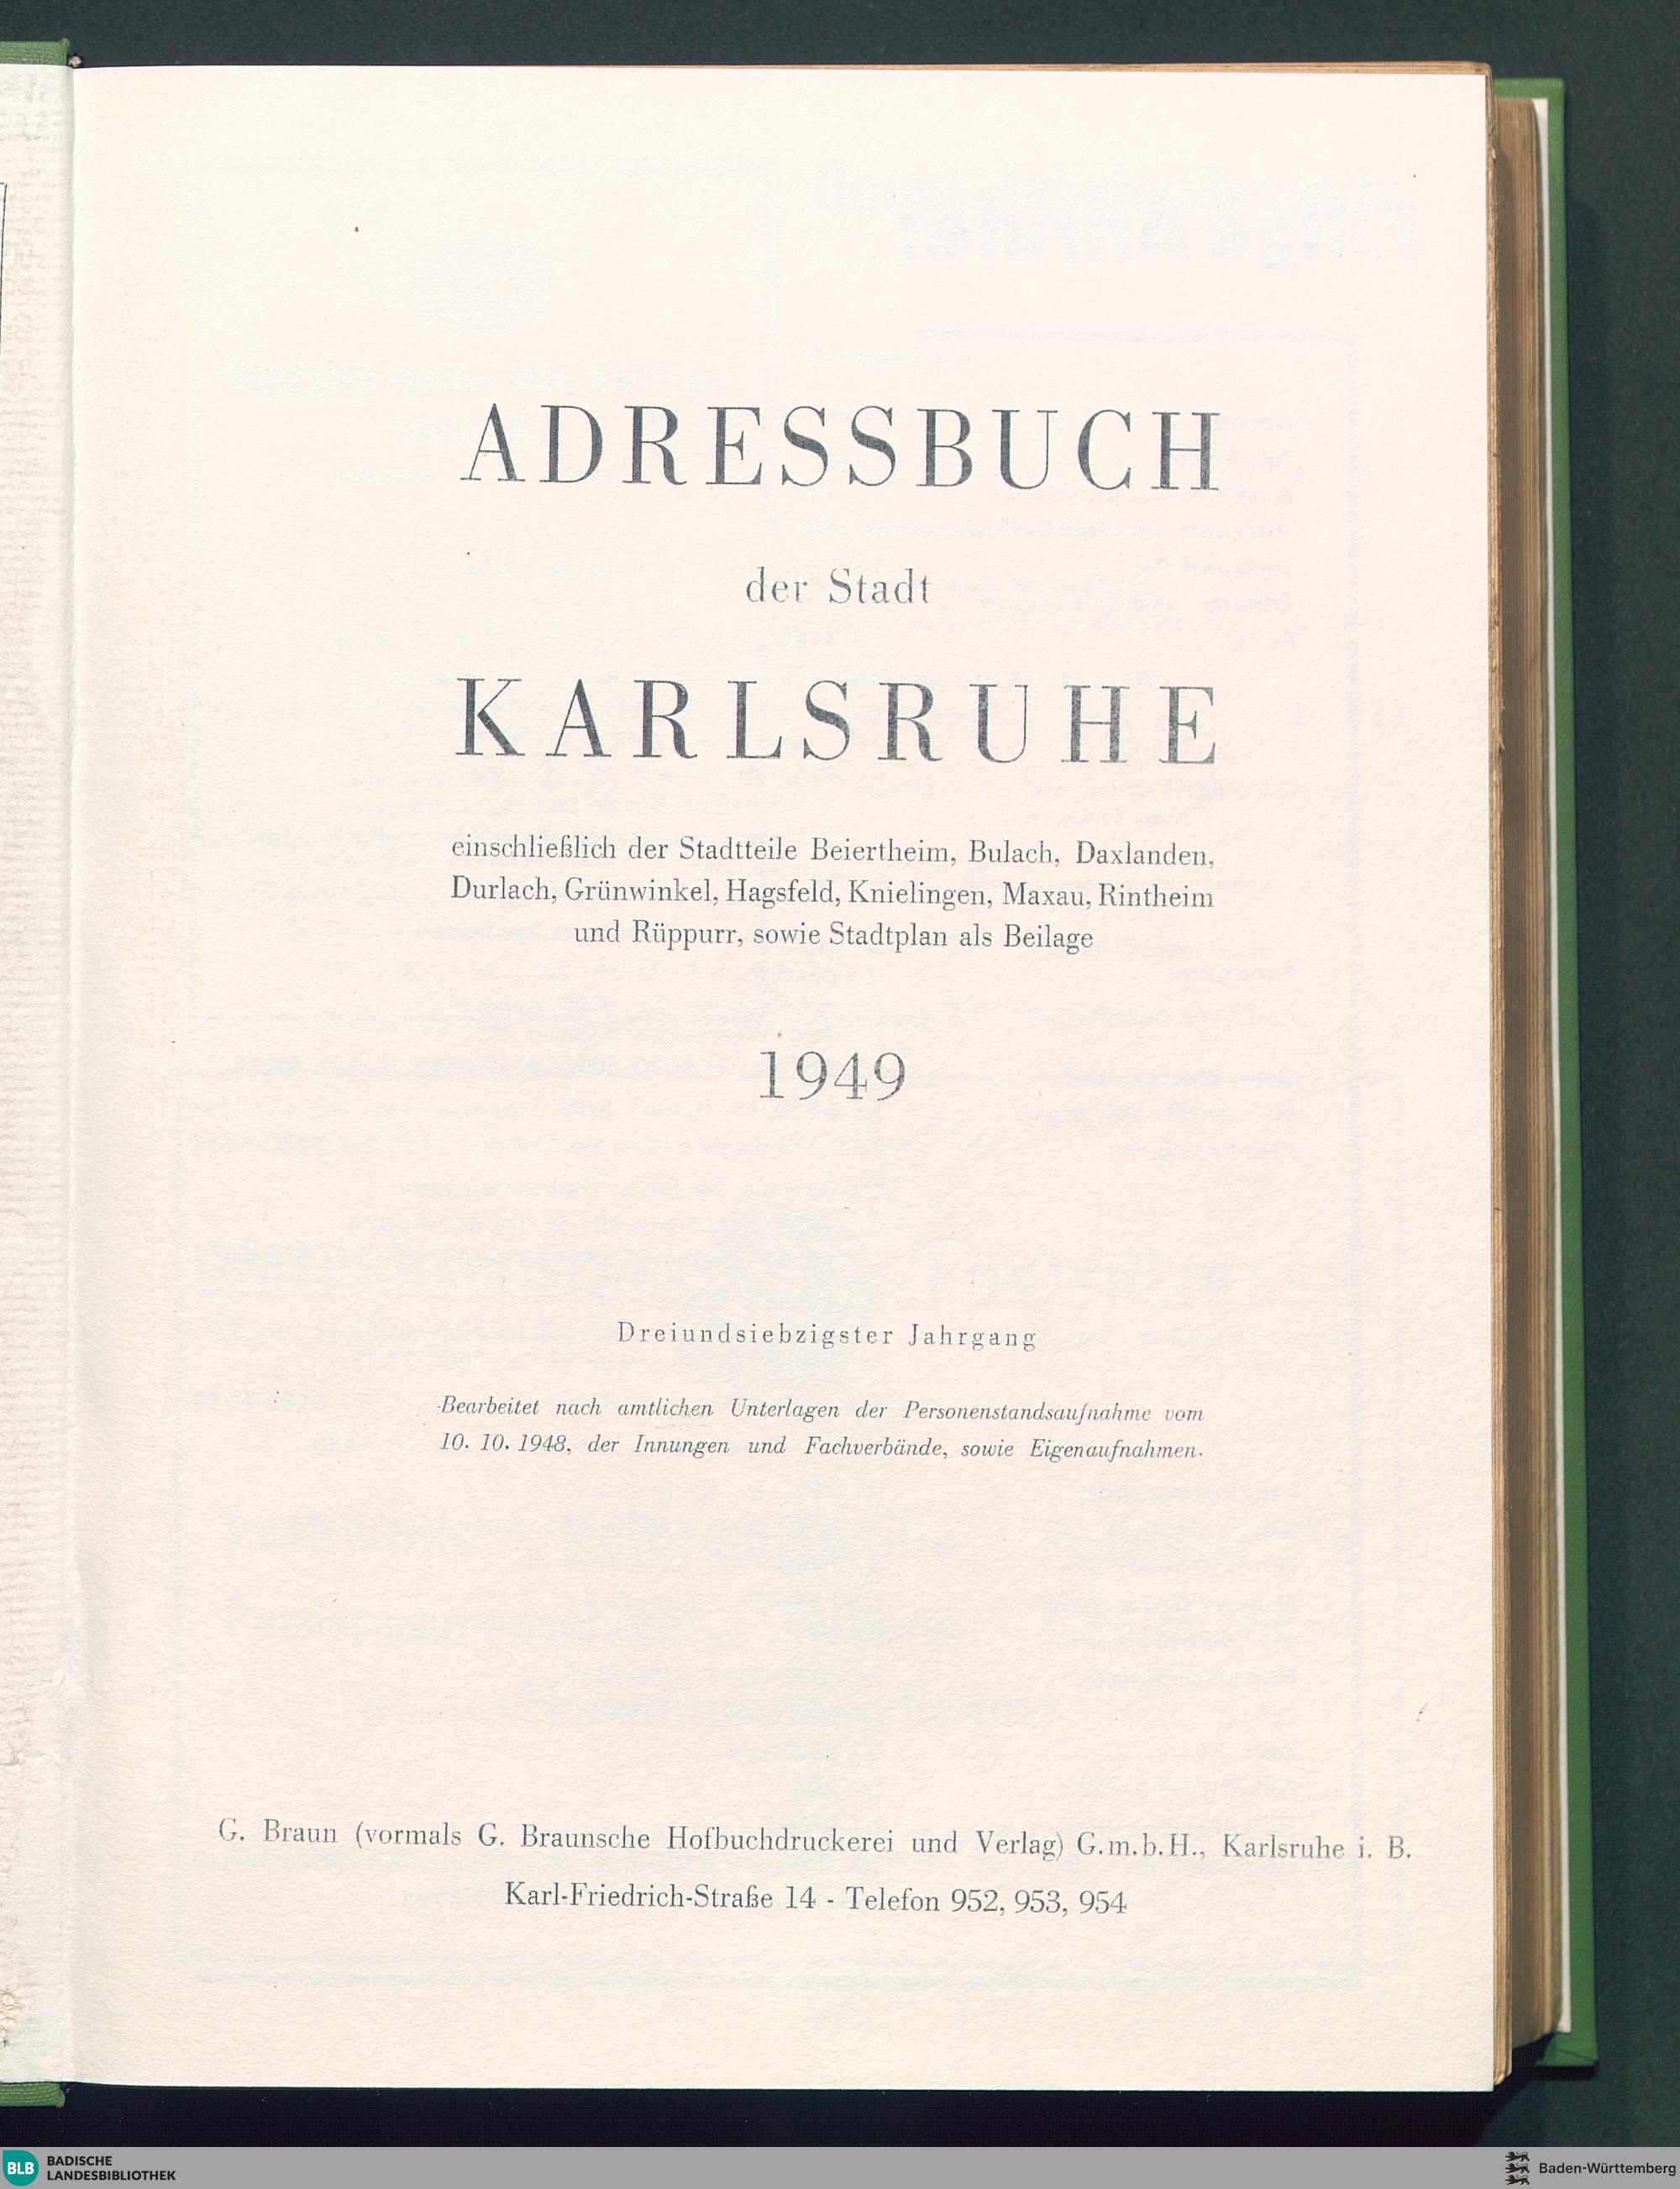 ADRESSBUCH
der Stadt
KARLSRUHE
einschließlich der Stadtteile Beiertheim, Bulach, Daxlanden,
Durlach, Grünwinkel, Hagsfeld, Knielingen, Maxau, Rintheim
und Rüppurr, sowie Stadtplan als Beilage
1949
Dreiundsiebzigster Jahrgang
Bearbeitet nach amtlichen Unterlagen der Personenstandsaufnahme vom
10. 10. 1948, der Innungen und Fachverbände, sowie Eigenaufnahmen.
G. Braun (vormals G. Braunsche Hofbuchdruckerei und Verlag) G.m.b.H., Karlsruhe i. B.
Karl-Friedrich-Straße 14 - Telefon 952, 953, 954
BLB BADISCHE
LANDESBIBLIOTHEK
Baden-Württemberg